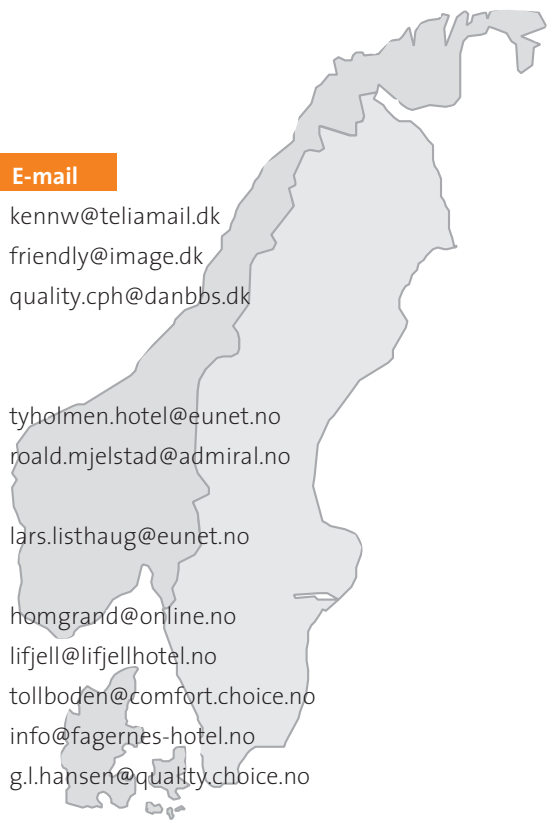 E-mail
kennw@teliamail.dk
friendly@image.dk
quality.cph@danbbs.dk
tyholmen.hotel@eunet.no
roald.mjelstad@admiral.no
lars.listhaug@eunet.no
homgrand@online.no
lifjell@lifjellhotel.no
tollboden@comfort.choice.no
info@fagernes-hotel.no
g.l.hansen@quality.choice.no